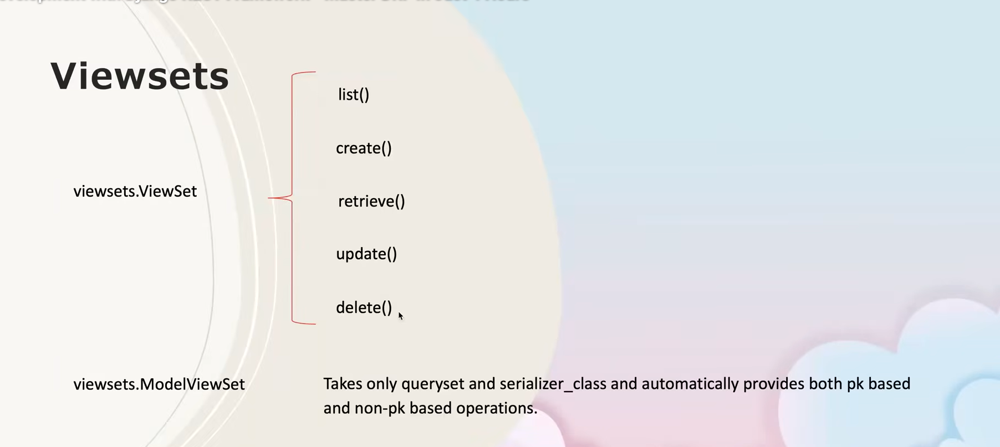 Viewsets
list()
create()
retrieve()
viewsets.ViewSet
update()
delete()
viewsets.ModelViewSet
Takes only queryset and serializer_class and automatically provides both pk based
and non-pk based operations.